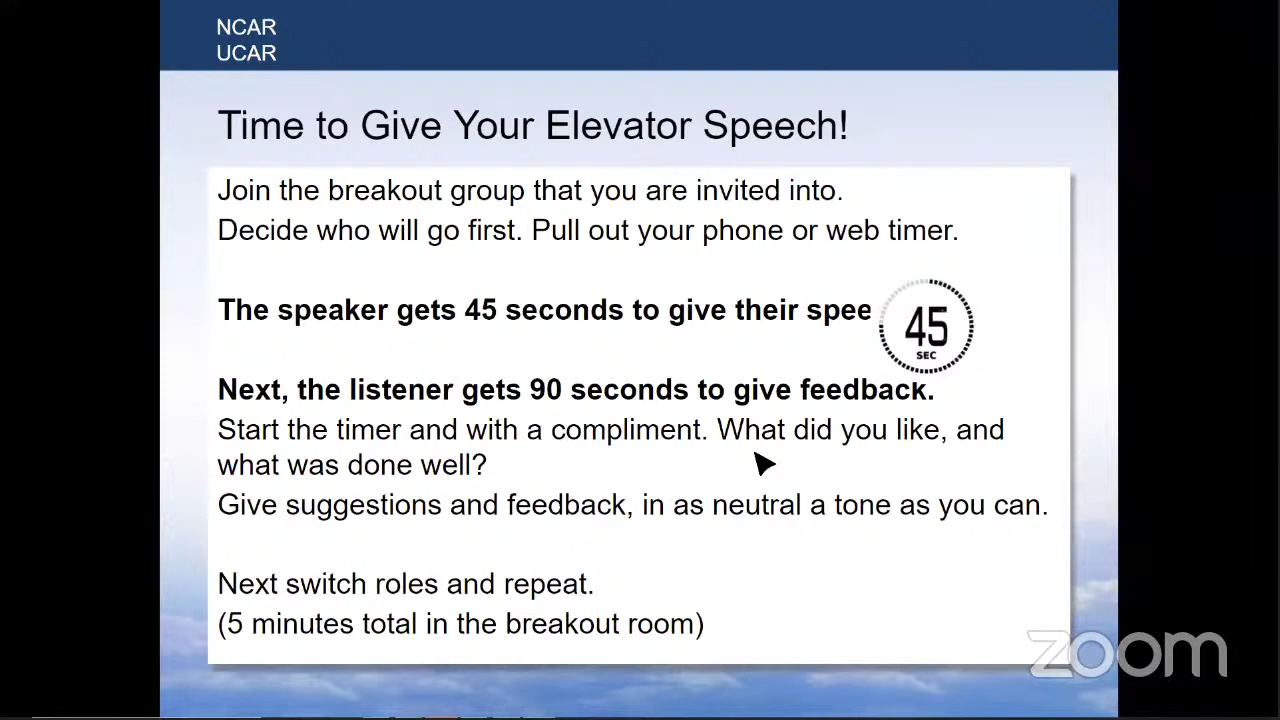 NCAR
UCAR
Time to Give Your Elevator Speech!
Join the breakout group that you are invited into.
Decide who will go first. Pull out your phone or web timer.
The speaker gets 45 seconds to give their spee
45
SEC
Next, the listener gets 90 seconds to give feedback.
Start the timer and with a compliment. What did you like, and
what was done well?
Give suggestions and feedback, in as neutral a tone as you can.
Next switch roles and repeat.
(5 minutes total in the breakout room)
zoom